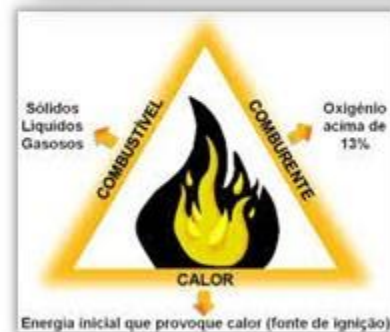 Sólidos
Líquidos
Gasosos
COMBUSTÍVEL
COMBURENTE
Oxigénio
acima de
13%
CALOR
Energia inicial que provoque calor (fonte de ignição)